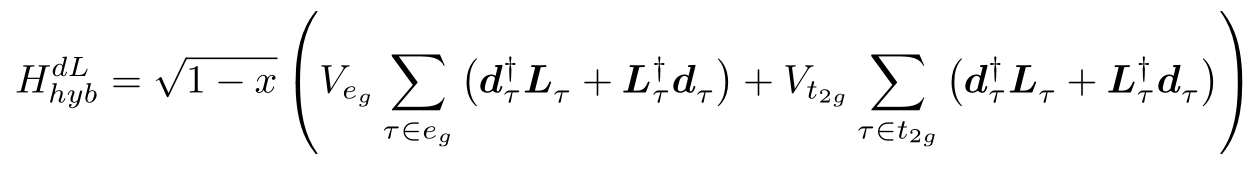 $H_{hyb}^{dL} = \sqrt{1-x}\left(V_{e_g}\sum_{\tau\in e_g}\left(\boldsymbol{d}_\tau^\dagger \boldsymbol{L}_\tau + \boldsymbol{L}_\tau^\dagger \boldsymbol{d}_\tau\right) + V_{t_{2g}}\sum_{\tau\in t_{2g}}\left(\boldsymbol{d}_\tau^\dagger \boldsymbol{L}_\tau + \boldsymbol{L}_\tau^\dagger \boldsymbol{d}_\tau\right)\right)$